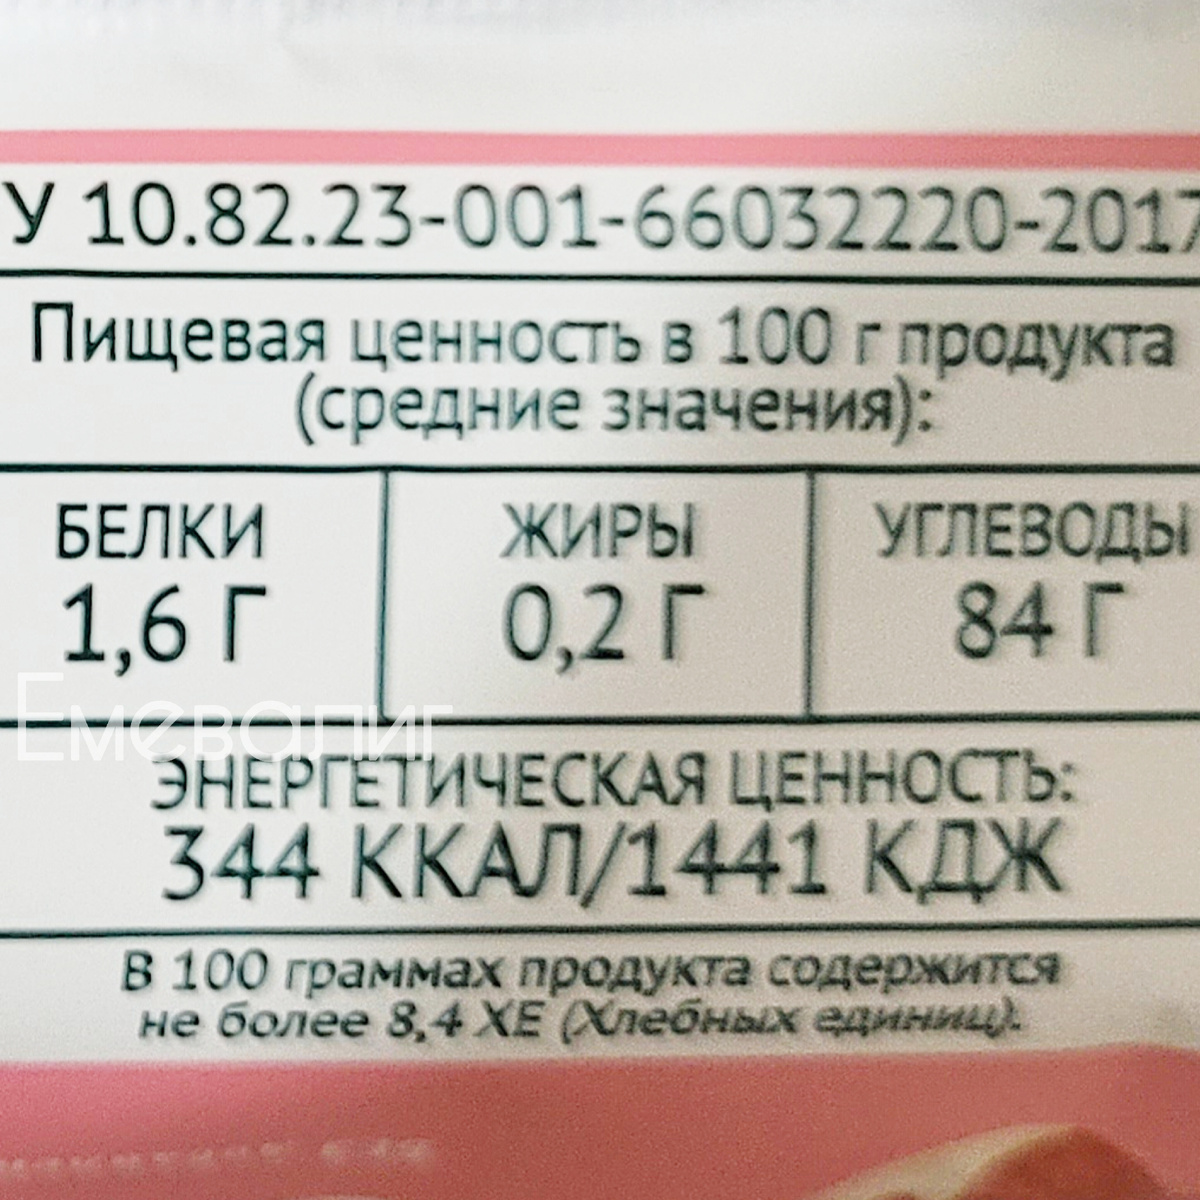 У 10.82.23-001-66032220-2017
Пищевая ценность в 100 г продукта
(средние значения):
БЕЛКИ ЖИРЫ УГЛЕВОДЫ
1,6 Г 0,2 Г 84 Г
Емевалиг
ЭНЕРГЕТИЧЕСКАЯ ЦЕННОСТЬ:
344 ККАЛ/1441 КДЖ
В 100 граммах продукта содержится
не более 8,4 ХЕ (Хлебных единиц).